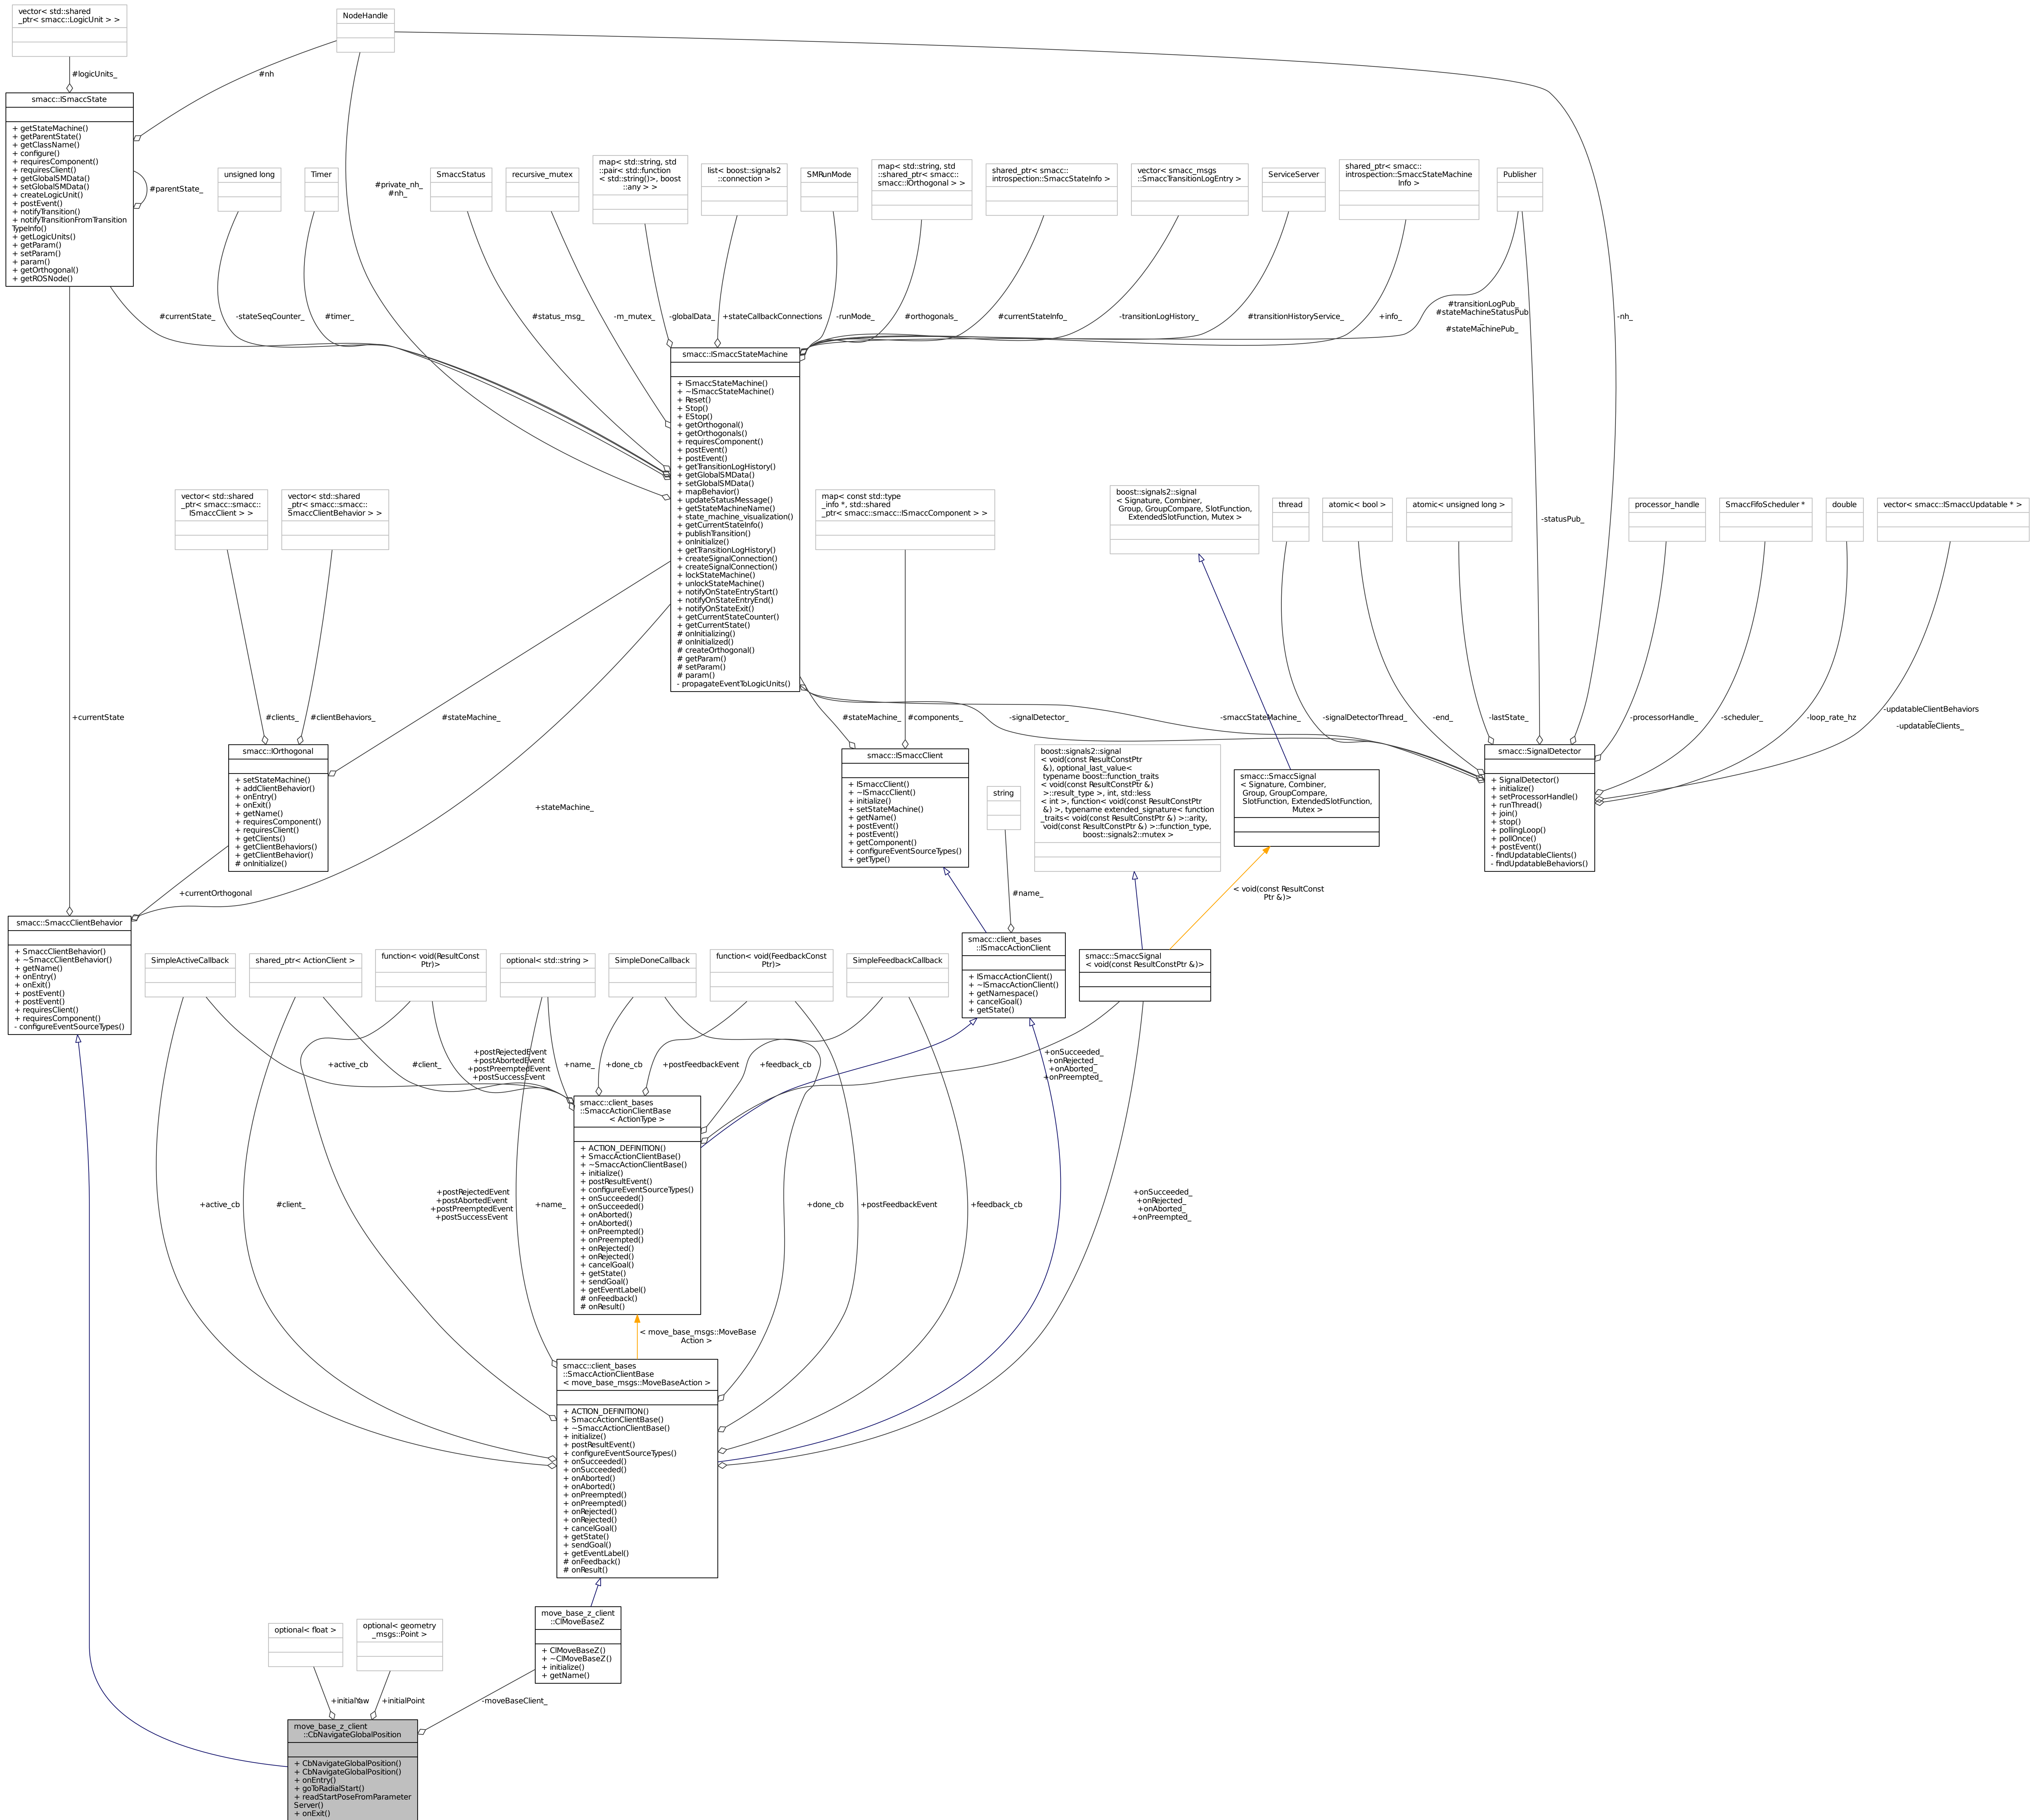 vector< std::shared
_ptr< smacc::LogicUnit > >
NodeHandle
#logicUnits_
#nh
smacc::ISmaccState
+ getStateMachine()
+ getParentState()
+ getClassName()
+ configure()
+ requiresComponent()
+ requiresClient()
+ getGlobalSMData()
+ setGlobalSMData()
+ createLogicUnit()
+ postEvent()
+ notifyTransition()
+ notifyTransitionFromTransition
TypeInfo()
+ getLogicUnits()
+ getParam()
+ setParam()
+ param()
+ getOrthogonal()
+ getROSNode()
#parentState_
unsigned long
Timer
#private_nh_
#nh_
SmaccStatus
recursive_mutex
map< std::string, std
::pair< std::function
< std::string()>, boost
::any > >
list< boost::signals2
::connection >
SMRunMode
map< std::string, std
::shared_ptr< smacc::
smacc::IOrthogonal > >
shared_ptr< smacc::
introspection::SmaccStateInfo >
vector< smacc_msgs
::SmaccTransitionLogEntry >
ServiceServer
shared_ptr< smacc::
introspection::SmaccStateMachine
Info >
Publisher
#currentState_
-stateSeqCounter_
#timer_
#status_msg_
-m_mutex_
-globalData_
+stateCallbackConnections
-runMode_
#orthogonals_
#currentStateInfo_
-transitionLogHistory_
#transitionHistoryService_
+info_
#transitionLogPub_
#stateMachineStatusPub
_
#stateMachinePub_
-nh_
smacc::ISmaccStateMachine
+ ISmaccStateMachine()
+ ~ISmaccStateMachine()
+ Reset()
+ Stop()
+ EStop()
+ getOrthogonal()
+ getOrthogonals()
+ requiresComponent()
+ postEvent()
+ postEvent()
+ getTransitionLogHistory()
+ getGlobalSMData()
+ setGlobalSMData()
+ mapBehavior()
+ updateStatusMessage()
+ getStateMachineName()
+ state_machine_visualization()
+ getCurrentStateInfo()
+ publishTransition()
+ onInitialize()
+ getTransitionLogHistory()
+ createSignalConnection()
+ createSignalConnection()
+ lockStateMachine()
+ unlockStateMachine()
+ notifyOnStateEntryStart()
+ notifyOnStateEntryEnd()
+ notifyOnStateExit()
+ getCurrentStateCounter()
+ getCurrentState()
# onInitializing()
# onInitialized()
# createOrthogonal()
# getParam()
# setParam()
# param()
- propagateEventToLogicUnits()
vector< std::shared
_ptr< smacc::smacc::
ISmaccClient > >
vector< std::shared
_ptr< smacc::smacc::
SmaccClientBehavior > >
map< const std::type
_info *, std::shared
_ptr< smacc::smacc::ISmaccComponent > >
boost::signals2::signal
< Signature, Combiner,
Group, GroupCompare, SlotFunction,
ExtendedSlotFunction, Mutex >
thread
atomic< bool >
atomic< unsigned long >
-statusPub_
processor_handle
SmaccFifoScheduler *
double
vector< smacc::ISmaccUpdatable * >
+currentState
#clients_
#clientBehaviors_
#stateMachine_
#stateMachine_
#components_
-signalDetector_
-smaccStateMachine_
-signalDetectorThread_
-end_
-lastState_
-processorHandle_
-scheduler_
-loop_rate_hz
-updatableClientBehaviors
_
-updatableClients_
smacc::IOrthogonal
+ setStateMachine()
+ addClientBehavior()
+ onEntry()
+ onExit()
+ getName()
+ requiresComponent()
+ requiresClient()
+ getClients()
+ getClientBehaviors()
+ getClientBehavior()
# onInitialize()
+stateMachine_
smacc::ISmaccClient
+ ISmaccClient()
+ ~ISmaccClient()
+ initialize()
+ setStateMachine()
+ getName()
+ postEvent()
+ postEvent()
+ getComponent()
+ configureEventSourceTypes()
+ getType()
string
boost::signals2::signal
< void(const ResultConstPtr
&), optional_last_value<
typename boost::function_traits
< void(const ResultConstPtr &)
>::result_type >, int, std::less
< int >, function< void(const ResultConstPtr
&) >, typename extended_signature< function
_traits< void(const ResultConstPtr &) >::arity,
void(const ResultConstPtr &) >::function_type,
boost::signals2::mutex >
smacc::SmaccSignal
< Signature, Combiner,
Group, GroupCompare,
SlotFunction, ExtendedSlotFunction,
Mutex >
smacc::SignalDetector
+ SignalDetector()
+ initialize()
+ setProcessorHandle()
+ runThread()
+ join()
+ stop()
+ pollingLoop()
+ pollOnce()
+ postEvent()
- findUpdatableClients()
- findUpdatableBehaviors()
+currentOrthogonal
#name_
< void(const ResultConst
Ptr &)>
smacc::SmaccClientBehavior
+ SmaccClientBehavior()
+ ~SmaccClientBehavior()
+ getName()
+ onEntry()
+ onExit()
+ postEvent()
+ postEvent()
+ requiresClient()
+ requiresComponent()
- configureEventSourceTypes()
SimpleActiveCallback
shared_ptr< ActionClient >
function< void(ResultConst
Ptr)>
optional< std::string >
SimpleDoneCallback
function< void(FeedbackConst
Ptr)>
SimpleFeedbackCallback
smacc::client_bases
::ISmaccActionClient
+ ISmaccActionClient()
+ ~ISmaccActionClient()
+ getNamespace()
+ cancelGoal()
+ getState()
smacc::SmaccSignal
< void(const ResultConstPtr &)>
+active_cb
#client_
+postRejectedEvent
+postAbortedEvent
+postPreemptedEvent
+postSuccessEvent
+name_
+done_cb
+postFeedbackEvent
+feedback_cb
+onSucceeded_
+onRejected_
+onAborted_
+onPreempted_
smacc::client_bases
::SmaccActionClientBase
< ActionType >
+ ACTION_DEFINITION()
+ SmaccActionClientBase()
+ ~SmaccActionClientBase()
+ initialize()
+ postResultEvent()
+ configureEventSourceTypes()
+ onSucceeded()
+ onSucceeded()
+ onAborted()
+ onAborted()
+ onPreempted()
+ onPreempted()
+ onRejected()
+ onRejected()
+ cancelGoal()
+ getState()
+ sendGoal()
+ getEventLabel()
# onFeedback()
# onResult()
+active_cb
#client_
+postRejectedEvent
+postAbortedEvent
+postPreemptedEvent
+postSuccessEvent
+name_
+done_cb
+postFeedbackEvent
+feedback_cb
+onSucceeded_
+onRejected_
+onAborted_
+onPreempted_
< move_base_msgs::MoveBase
Action >
smacc::client_bases
::SmaccActionClientBase
< move_base_msgs::MoveBaseAction >
+ ACTION_DEFINITION()
+ SmaccActionClientBase()
+ ~SmaccActionClientBase()
+ initialize()
+ postResultEvent()
+ configureEventSourceTypes()
+ onSucceeded()
+ onSucceeded()
+ onAborted()
+ onAborted()
+ onPreempted()
+ onPreempted()
+ onRejected()
+ onRejected()
+ cancelGoal()
+ getState()
+ sendGoal()
+ getEventLabel()
# onFeedback()
# onResult()
optional< float >
optional< geometry
_msgs::Point >
move_base_z_client
::ClMoveBaseZ
+ ClMoveBaseZ()
+ ~ClMoveBaseZ()
+ initialize()
+ getName()
+initialYaw
+initialPoint
-moveBaseClient_
move_base_z_client
::CbNavigateGlobalPosition
+ CbNavigateGlobalPosition()
+ CbNavigateGlobalPosition()
+ onEntry()
+ goToRadialStart()
+ readStartPoseFromParameter
Server()
+ onExit()